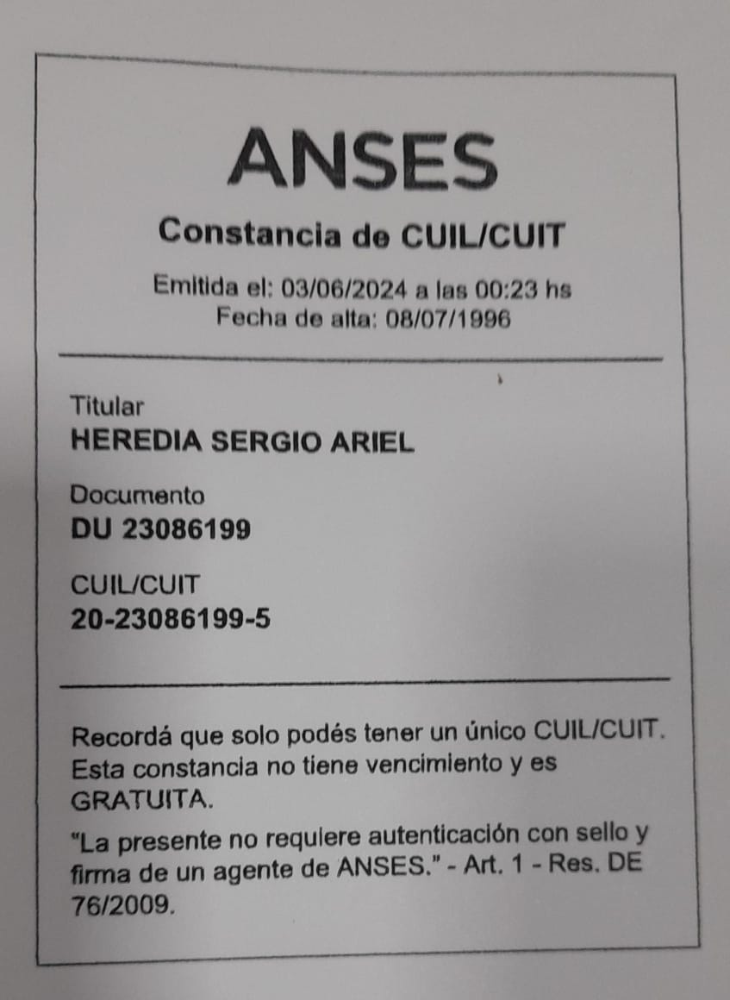 ANSES
Constancia de CUIL/CUIT
Emitida el: 03/06/2024 a las 00:23 hs
Fecha de alta: 08/07/1996
Titular
HEREDIA SERGIO ARIEL
Documento
DU 23086199
CUIL/CUIT
20-23086199-5
Recordá que solo podés tener un único CUIL/CUIT.
Esta constancia no tiene vencimiento y es
GRATUITA.
"La presente no requiere autenticación con sello y
firma de un agente de ANSES." - Art. 1 - Res. DE
76/2009.